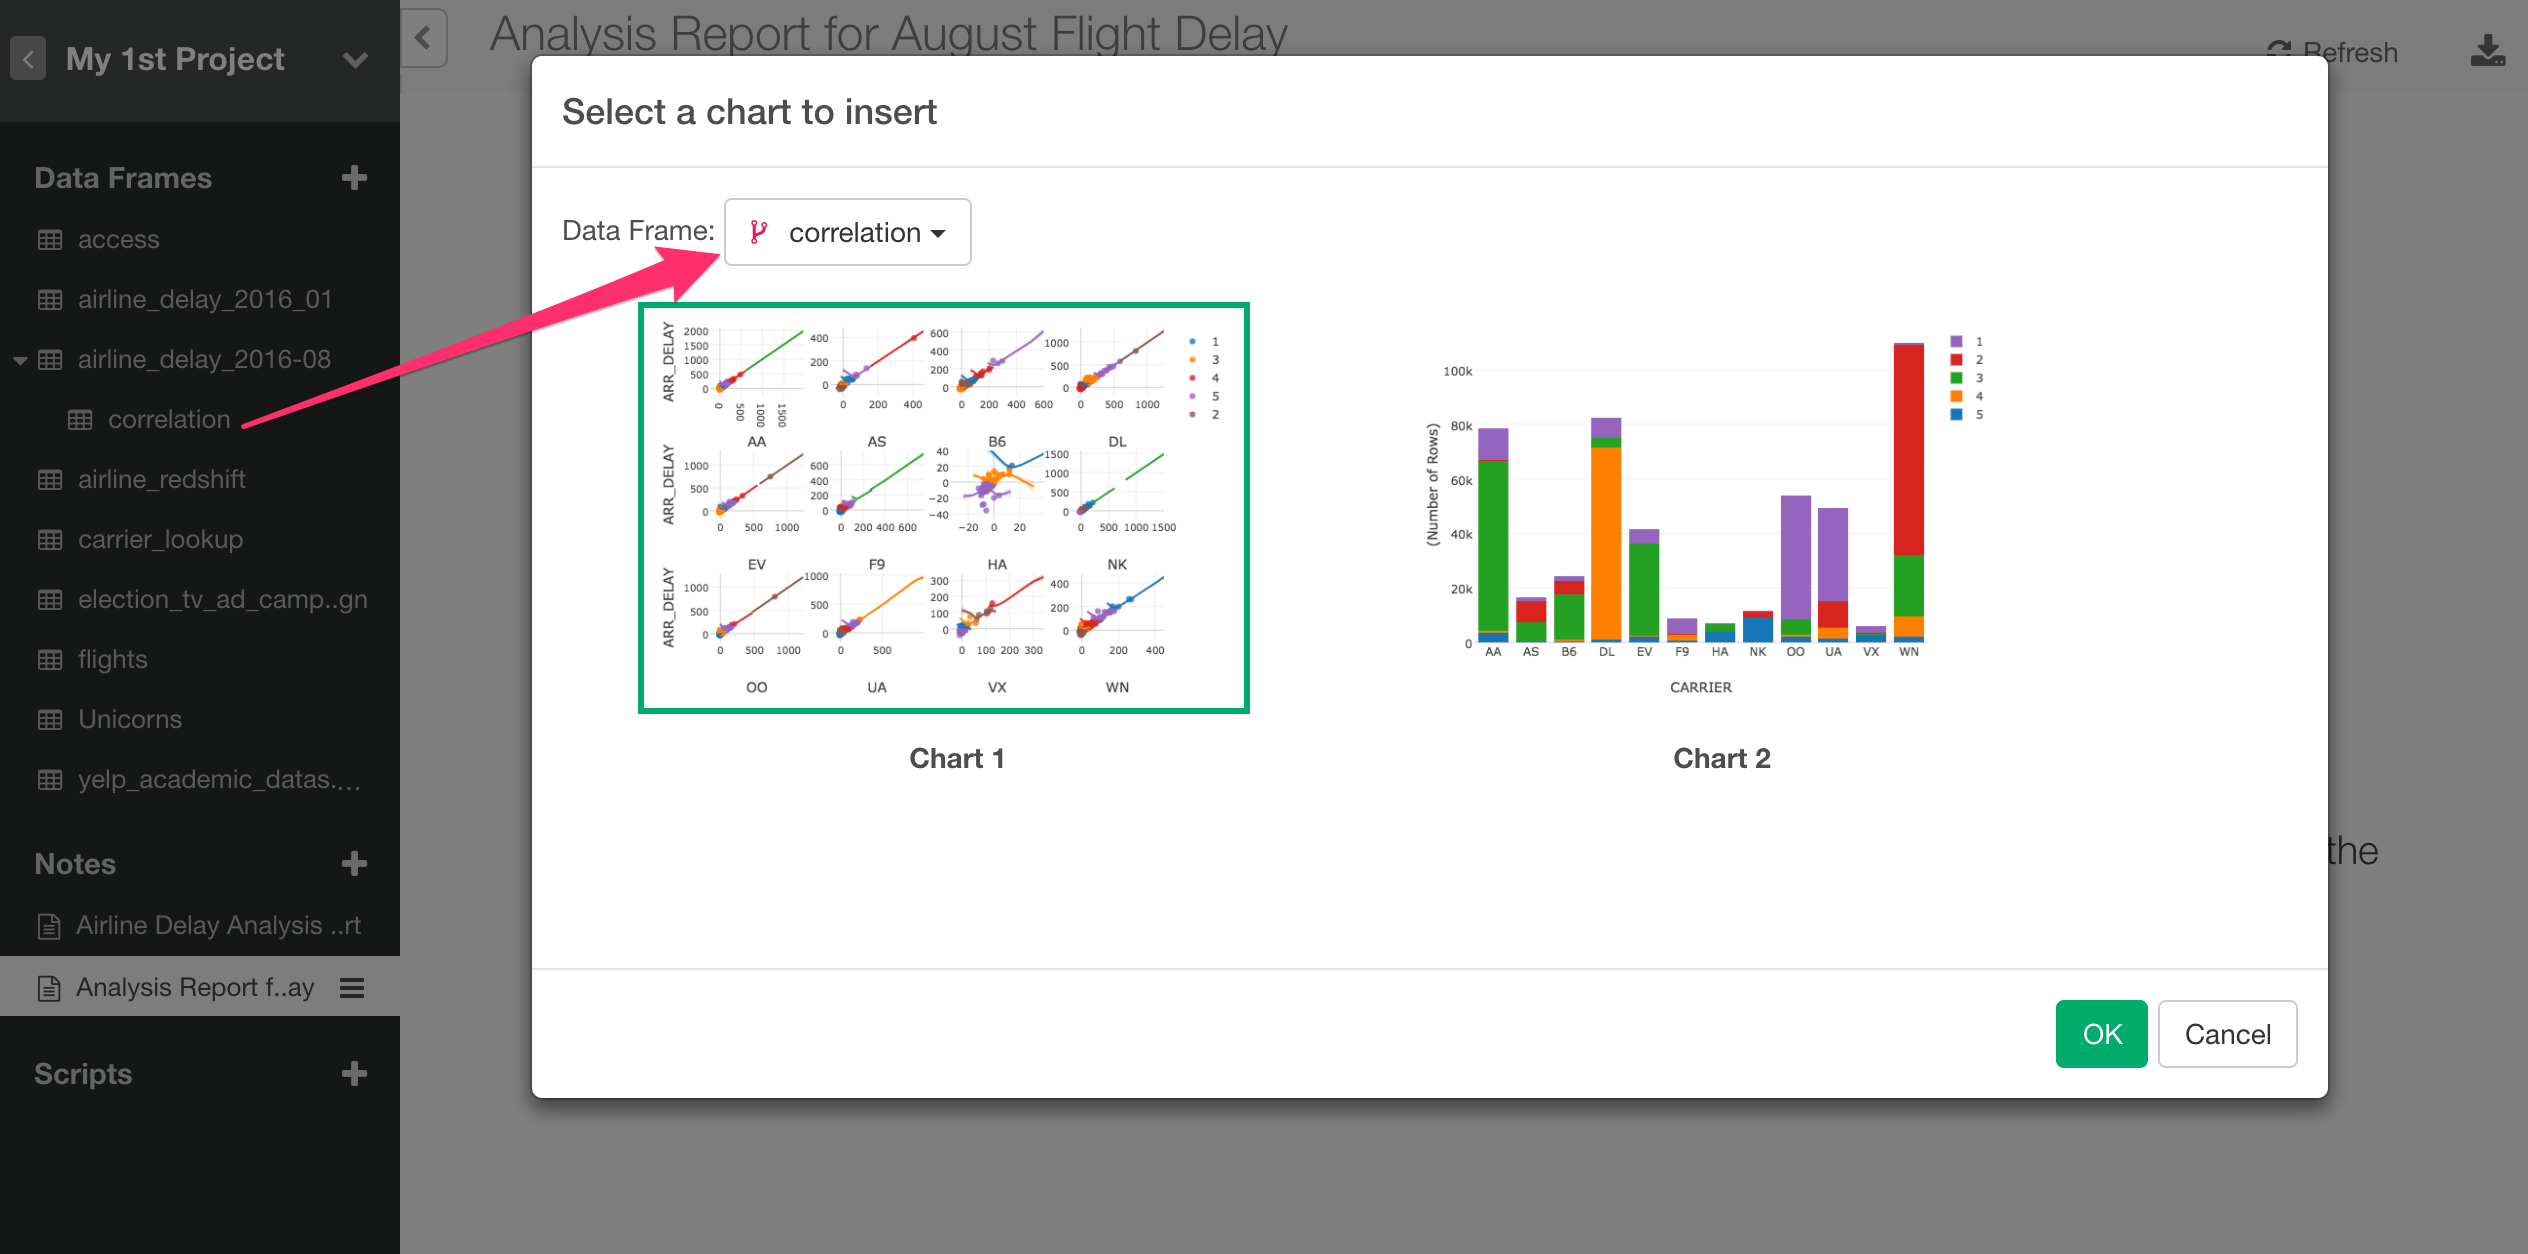 My 1st Project
Data Frames
access
airline_delay_2016_01
airline_delay_2016-08
correlation
airline_redshift
carrier_lookup
election_tv_ad_camp..gn
flights
Unicorns
yelp_academic_datas....
Notes
Airline Delay Analysis ..rt
Analysis Report f..ay
Scripts
Analysis Report for August Flight Delay
Refresh
Select a chart to insert
Data Frame: correlation
ARR_DELAY
2000
1500
1000
500
0
0 500 1000 1500
AA
400
200
0
0 200 400
AS
600
400
200
0
0 200 400 600
B6
1000
500
0
0 500 1000
DL
1
3
4
5
2
ARR_DELAY
1000
500
0
0 500 1000
EV
600
400
200
0
0 200 400 600
F9
40
20
0
−20
−40
−20 0 20
HA
1500
1000
500
0
0 500 1000 1500
NK
ARR_DELAY
1000
500
0
0 500 1000
OO
1000
500
0
0 500
UA
300
200
100
0
0 100 200 300
VX
400
200
0
0 200 400
WN
Chart 1
(Number of Rows)
100k
80k
60k
40k
20k
0
AA AS B6 DL EV F9 HA NK OO UA VX WN
CARRIER
1
2
3
4
5
Chart 2
the
OK
Cancel